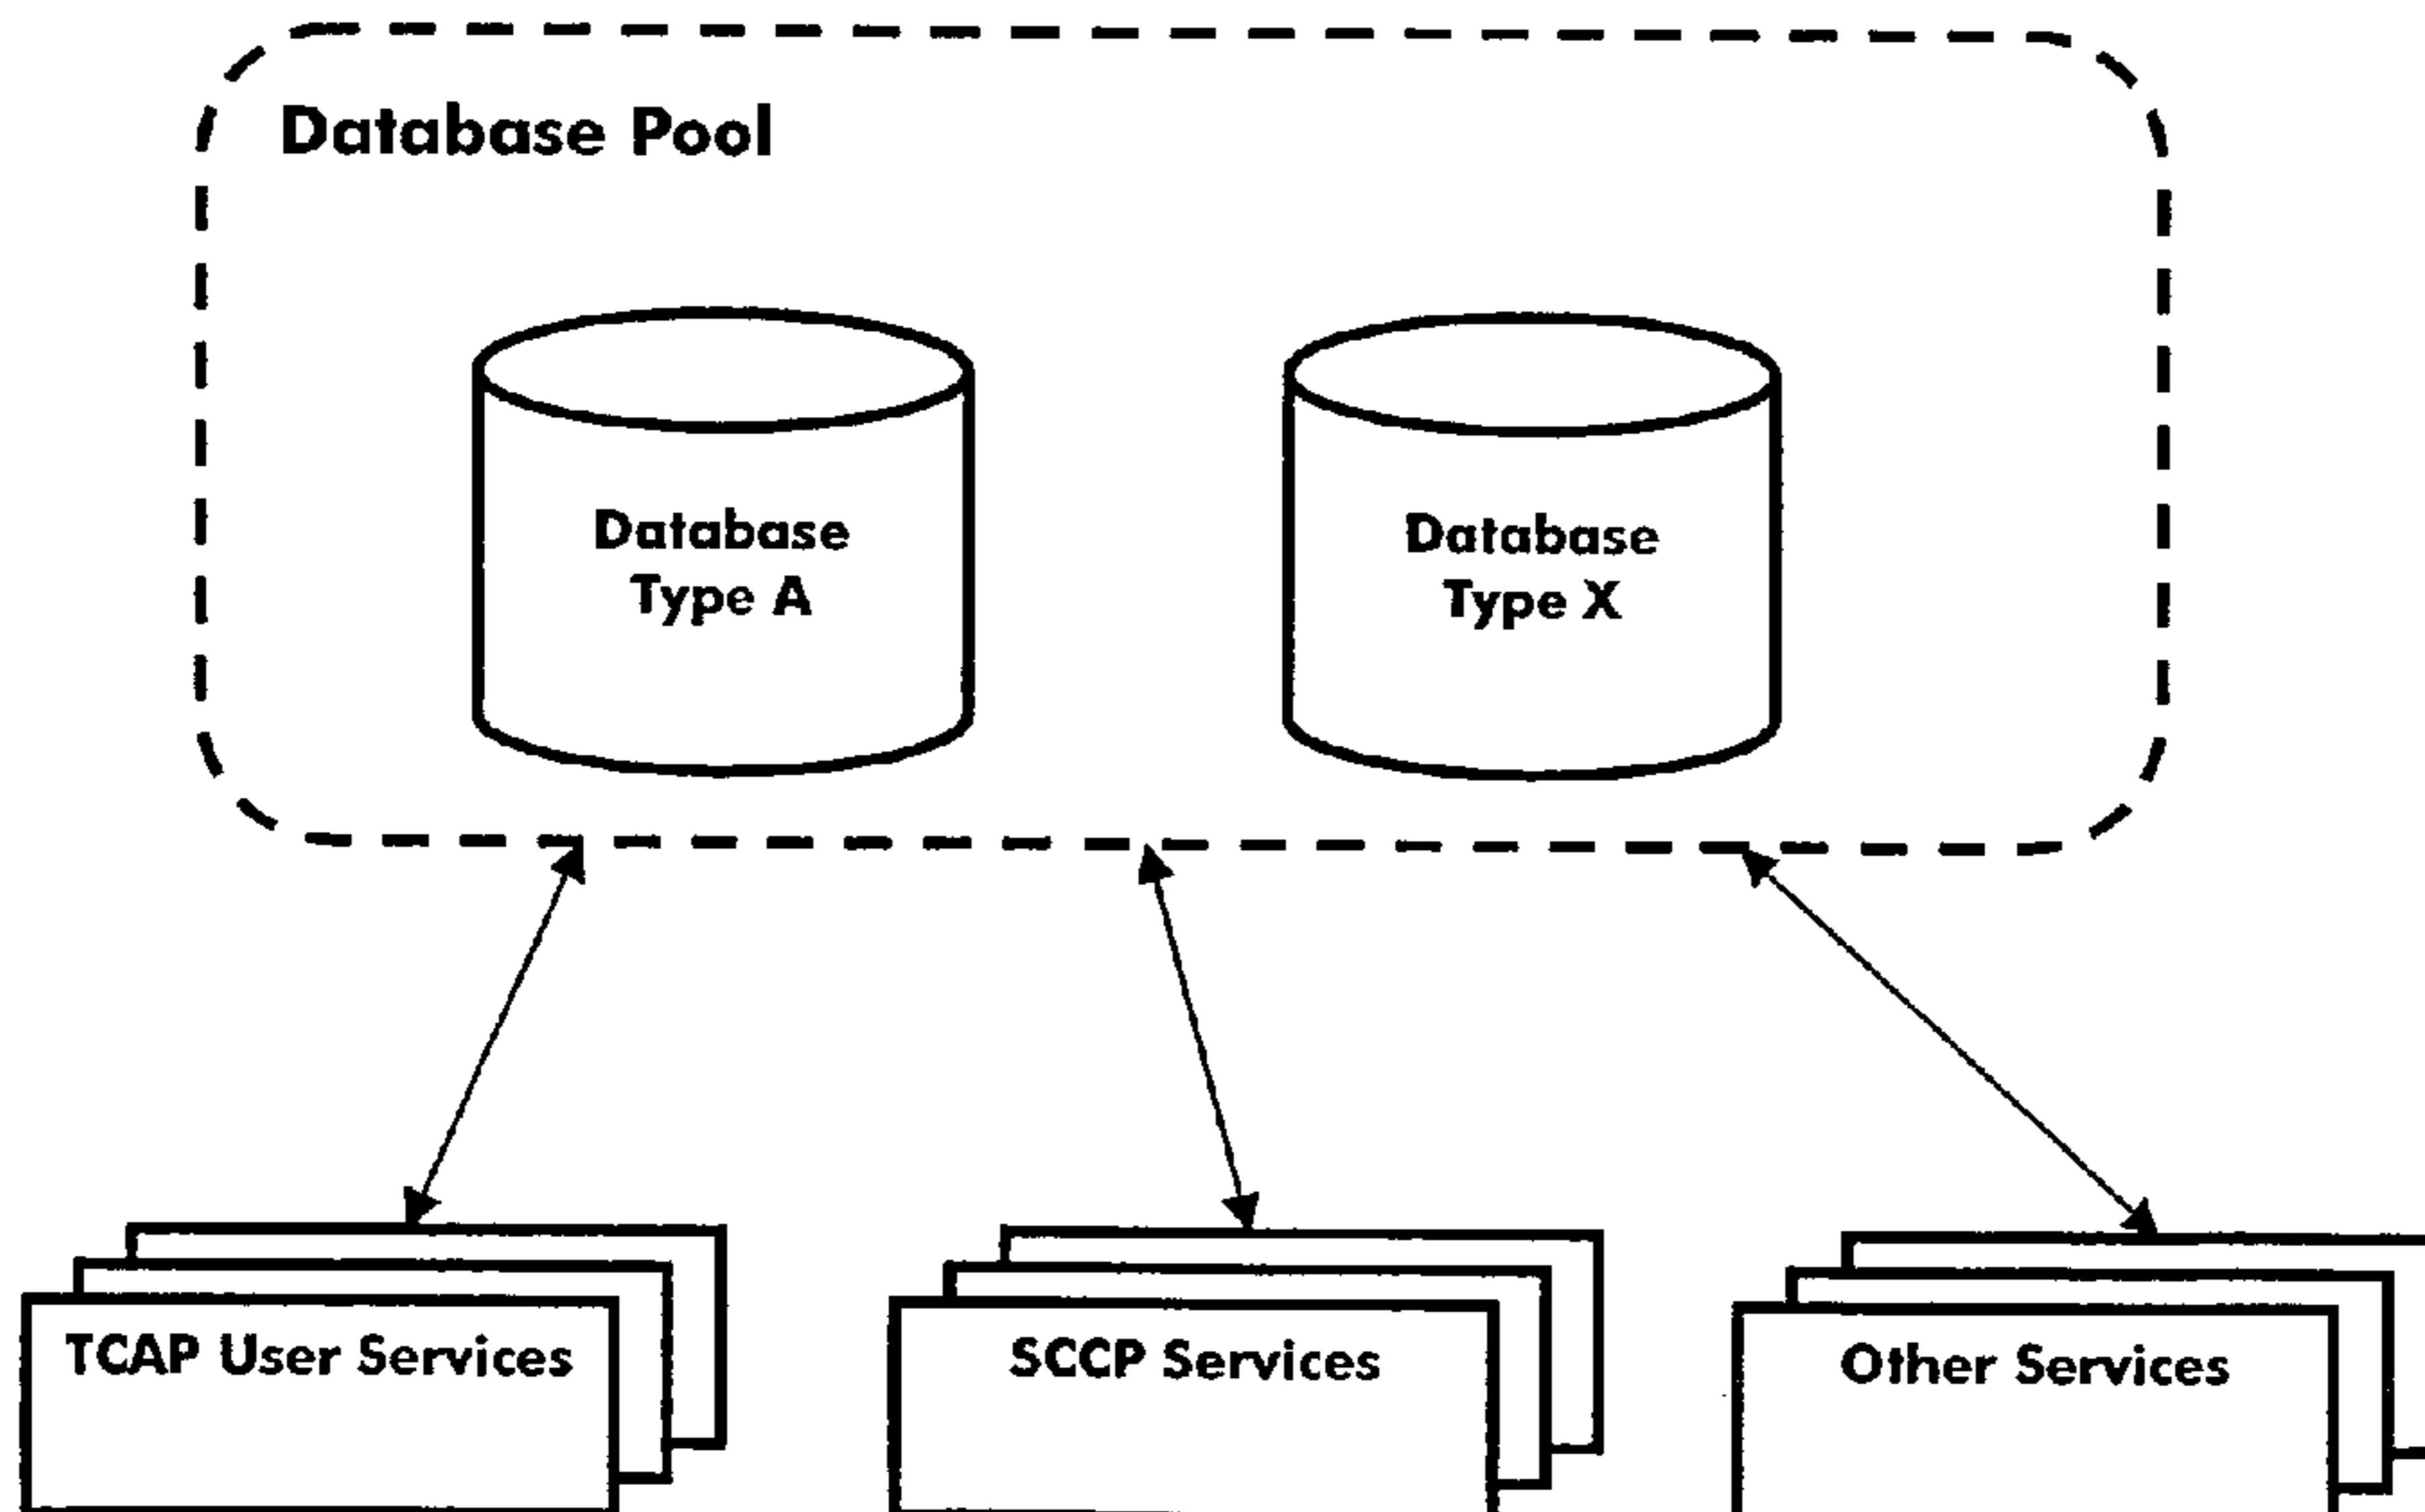 Database Pool
Database
Type A
Database
Type X
TCAP User Services
SCCP Services
Other Services